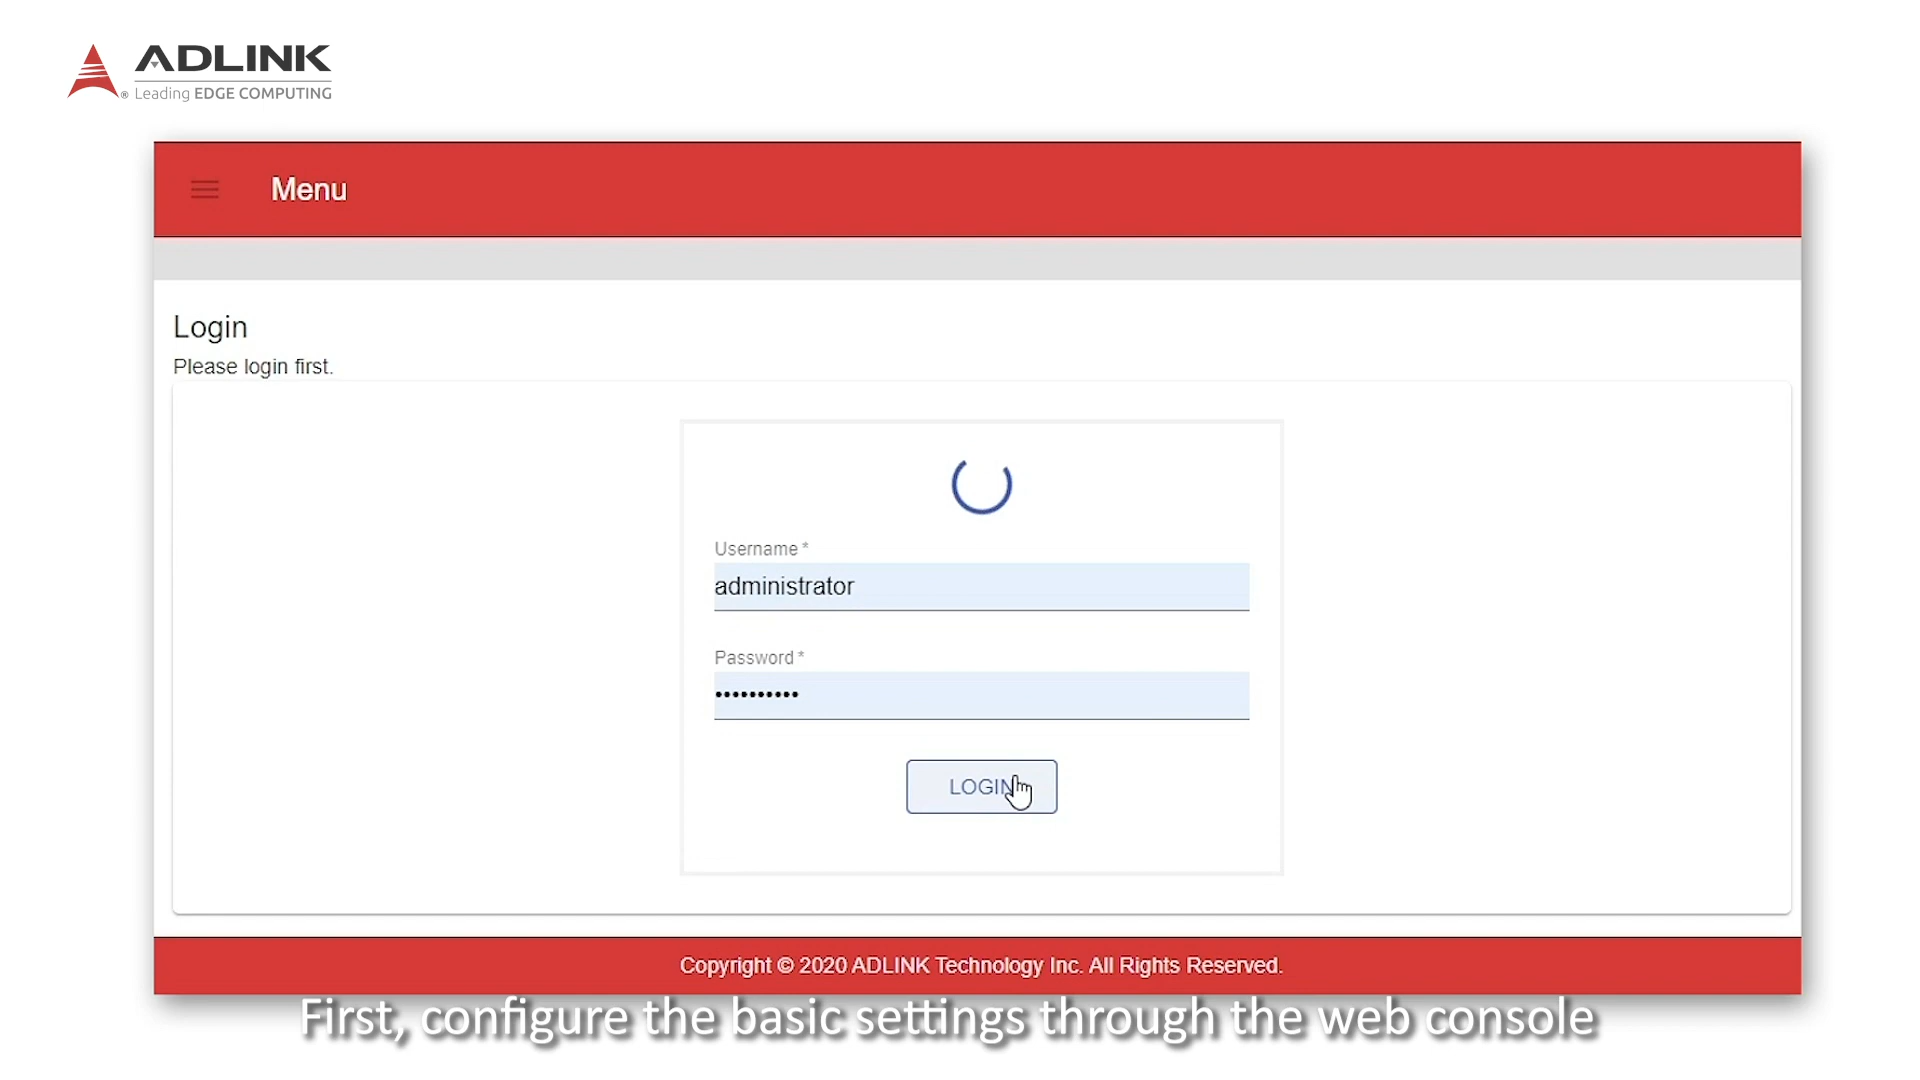 ADLINK
® Leading EDGE COMPUTING
Menu
Login
Please login first.
Username *
administrator
Password *
••••••••••
LOGIN
Copyright © 2020 ADLINK Technology Inc. All Rights Reserved.
First, configure the basic settings through the web console